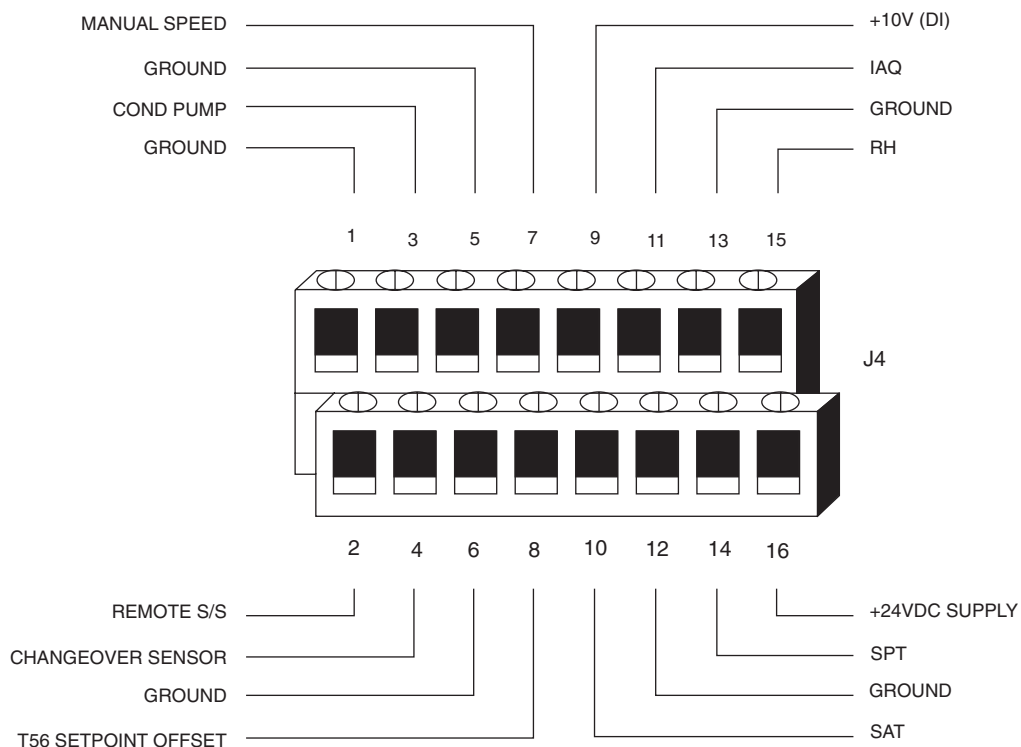 MANUAL SPEED
GROUND
COND PUMP
GROUND
+10V (DI)
IAQ
GROUND
RH
1 3 5 7 9 11 13 15
J4
2 4 6 8 10 12 14 16
REMOTE S/S
CHANGEOVER SENSOR
GROUND
T56 SETPOINT OFFSET
+24VDC SUPPLY
SPT
GROUND
SAT